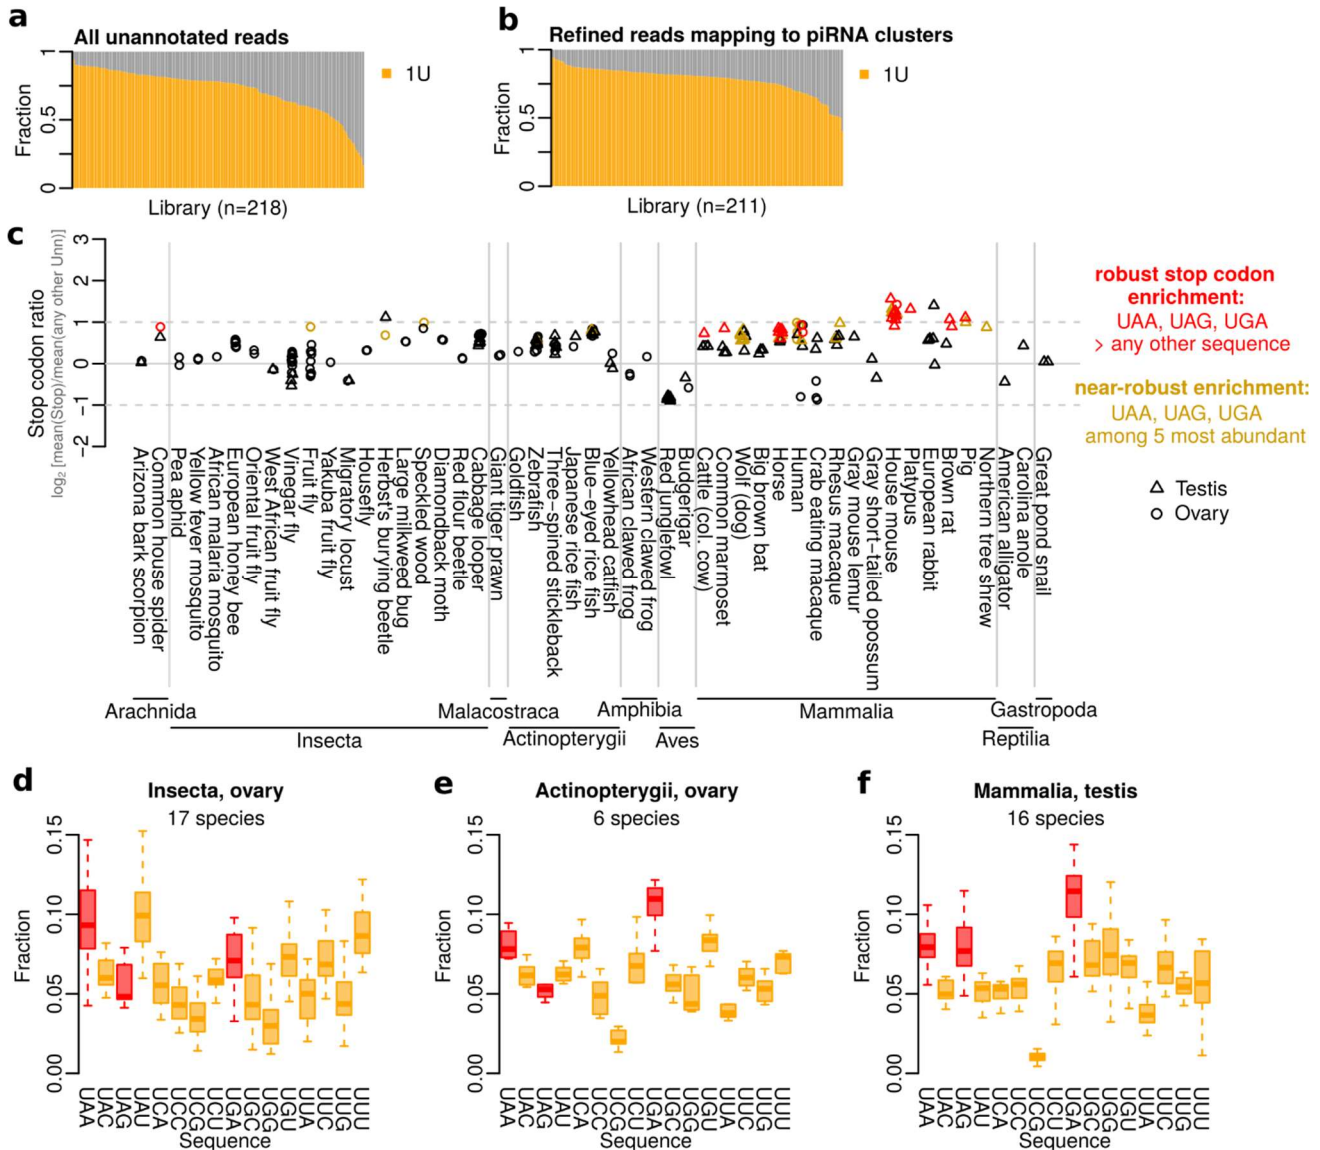 a
All unannotated reads
1
0.5
0
Fraction
1U
Library (n=218)
b
Refined reads mapping to piRNA clusters
1
0.5
0
Fraction
1U
Library (n=211)
c
Stop codon ratio
log₂ [mean(Stop)/mean(any other Unn)]
3
2
1
0
−1
−2
robust stop codon
enrichment:
UAA, UAG, UGA
> any other sequence
near-robust enrichment:
UAA, UAG, UGA
among 5 most abundant
Testis
Ovary
Arizona bark scorpion
Common house spider
Pea aphid
Yellow fever mosquito
African malaria mosquito
European honey bee
Oriental fruit fly
West African fruit fly
Vinegar fly
Fruit fly
Yakuba fruit fly
Migratory locust
Housefly
Herbst's burying beetle
Large milkweed bug
Speckled wood
Diamondback moth
Red flour beetle
Cabbage looper
Giant tiger prawn
Goldfish
Zebrafish
Three−spined stickleback
Japanese rice fish
Blue−eyed rice fish
Yellowhead catfish
African clawed frog
Western clawed frog
Red junglefowl
Budgerigar
Cattle (col. cow)
Common marmoset
Wolf (dog)
Big brown bat
Horse
Human
Crab eating macaque
Rhesus macaque
Gray mouse lemur
Gray short−tailed opossum
House mouse
Platypus
European rabbit
Brown rat
Pig
Northern tree shrew
American alligator
Carolina anole
Great pond snail
Arachnida
Insecta
Malacostraca
Actinopterygii
Amphibia
Aves
Mammalia
Reptilia
Gastropoda
d
Insecta, ovary
17 species
0.15
0.10
0.05
0.00
Fraction
UAA
UAC
UAG
UAU
UCA
UCC
UCG
UCU
UGA
UGC
UGG
UGU
UUA
UUC
UUG
UUU
Sequence
e
Actinopterygii, ovary
6 species
0.15
0.10
0.05
0.00
Fraction
UAA
UAC
UAG
UAU
UCA
UCC
UCG
UCU
UGA
UGC
UGG
UGU
UUA
UUC
UUG
UUU
Sequence
f
Mammalia, testis
16 species
0.15
0.10
0.05
0.00
Fraction
UAA
UAC
UAG
UAU
UCA
UCC
UCG
UCU
UGA
UGC
UGG
UGU
UUA
UUC
UUG
UUU
Sequence